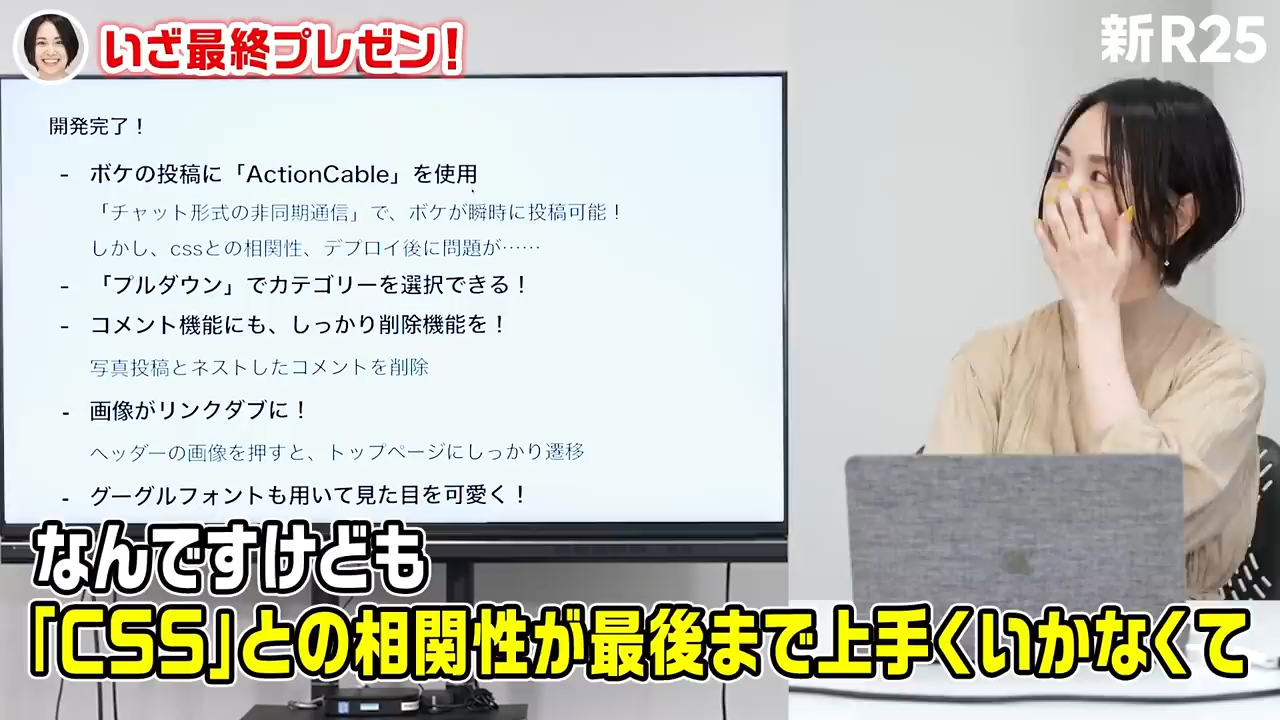 いざ最終プレゼン！
新R25
開発完了！
- ボケの投稿に「ActionCable」を使用
「チャット形式の非同期通信」で、ボケが瞬時に投稿可能！
しかし、cssとの相関性、デプロイ後に問題が……
- 「プルダウン」でカテゴリーを選択できる！
- コメント機能にも、しっかり削除機能を！
写真投稿とネストしたコメントを削除
- 画像がリンクダブに！
ヘッダーの画像を押すと、トップページにしっかり遷移
- グーグルフォントも用いて見た目を可愛く！
なんですけども
「CSS」との相関性が最後まで上手くいかなくて